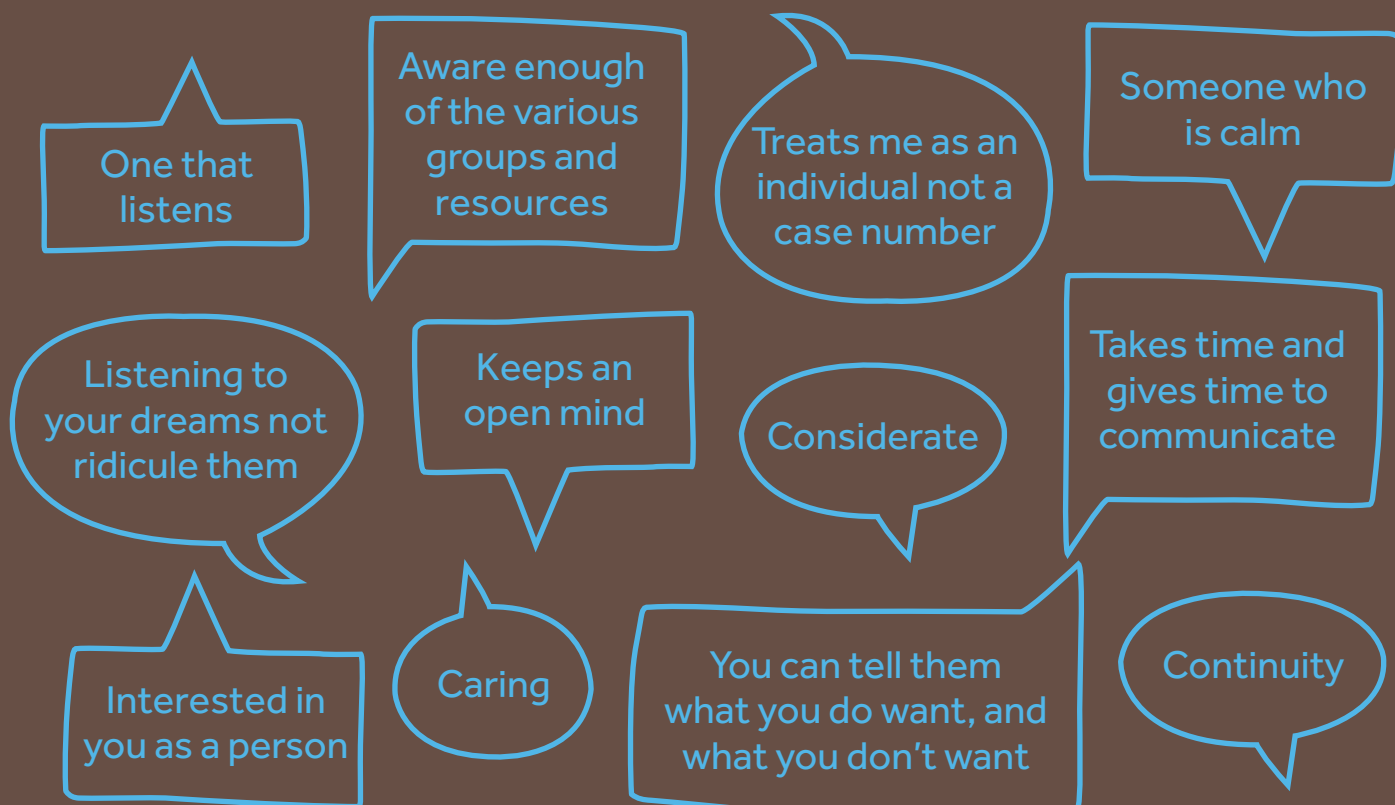 One that
listens
Aware enough
of the various
groups and
resources
Treats me as an
individual not a
case number
Someone who
is calm
Listening to
your dreams not
ridicule them
Keeps an
open mind
Considerate
Takes time and
gives time to
communicate
Interested in
you as a person
Caring
You can tell them
what you do want, and
what you don't want
Continuity